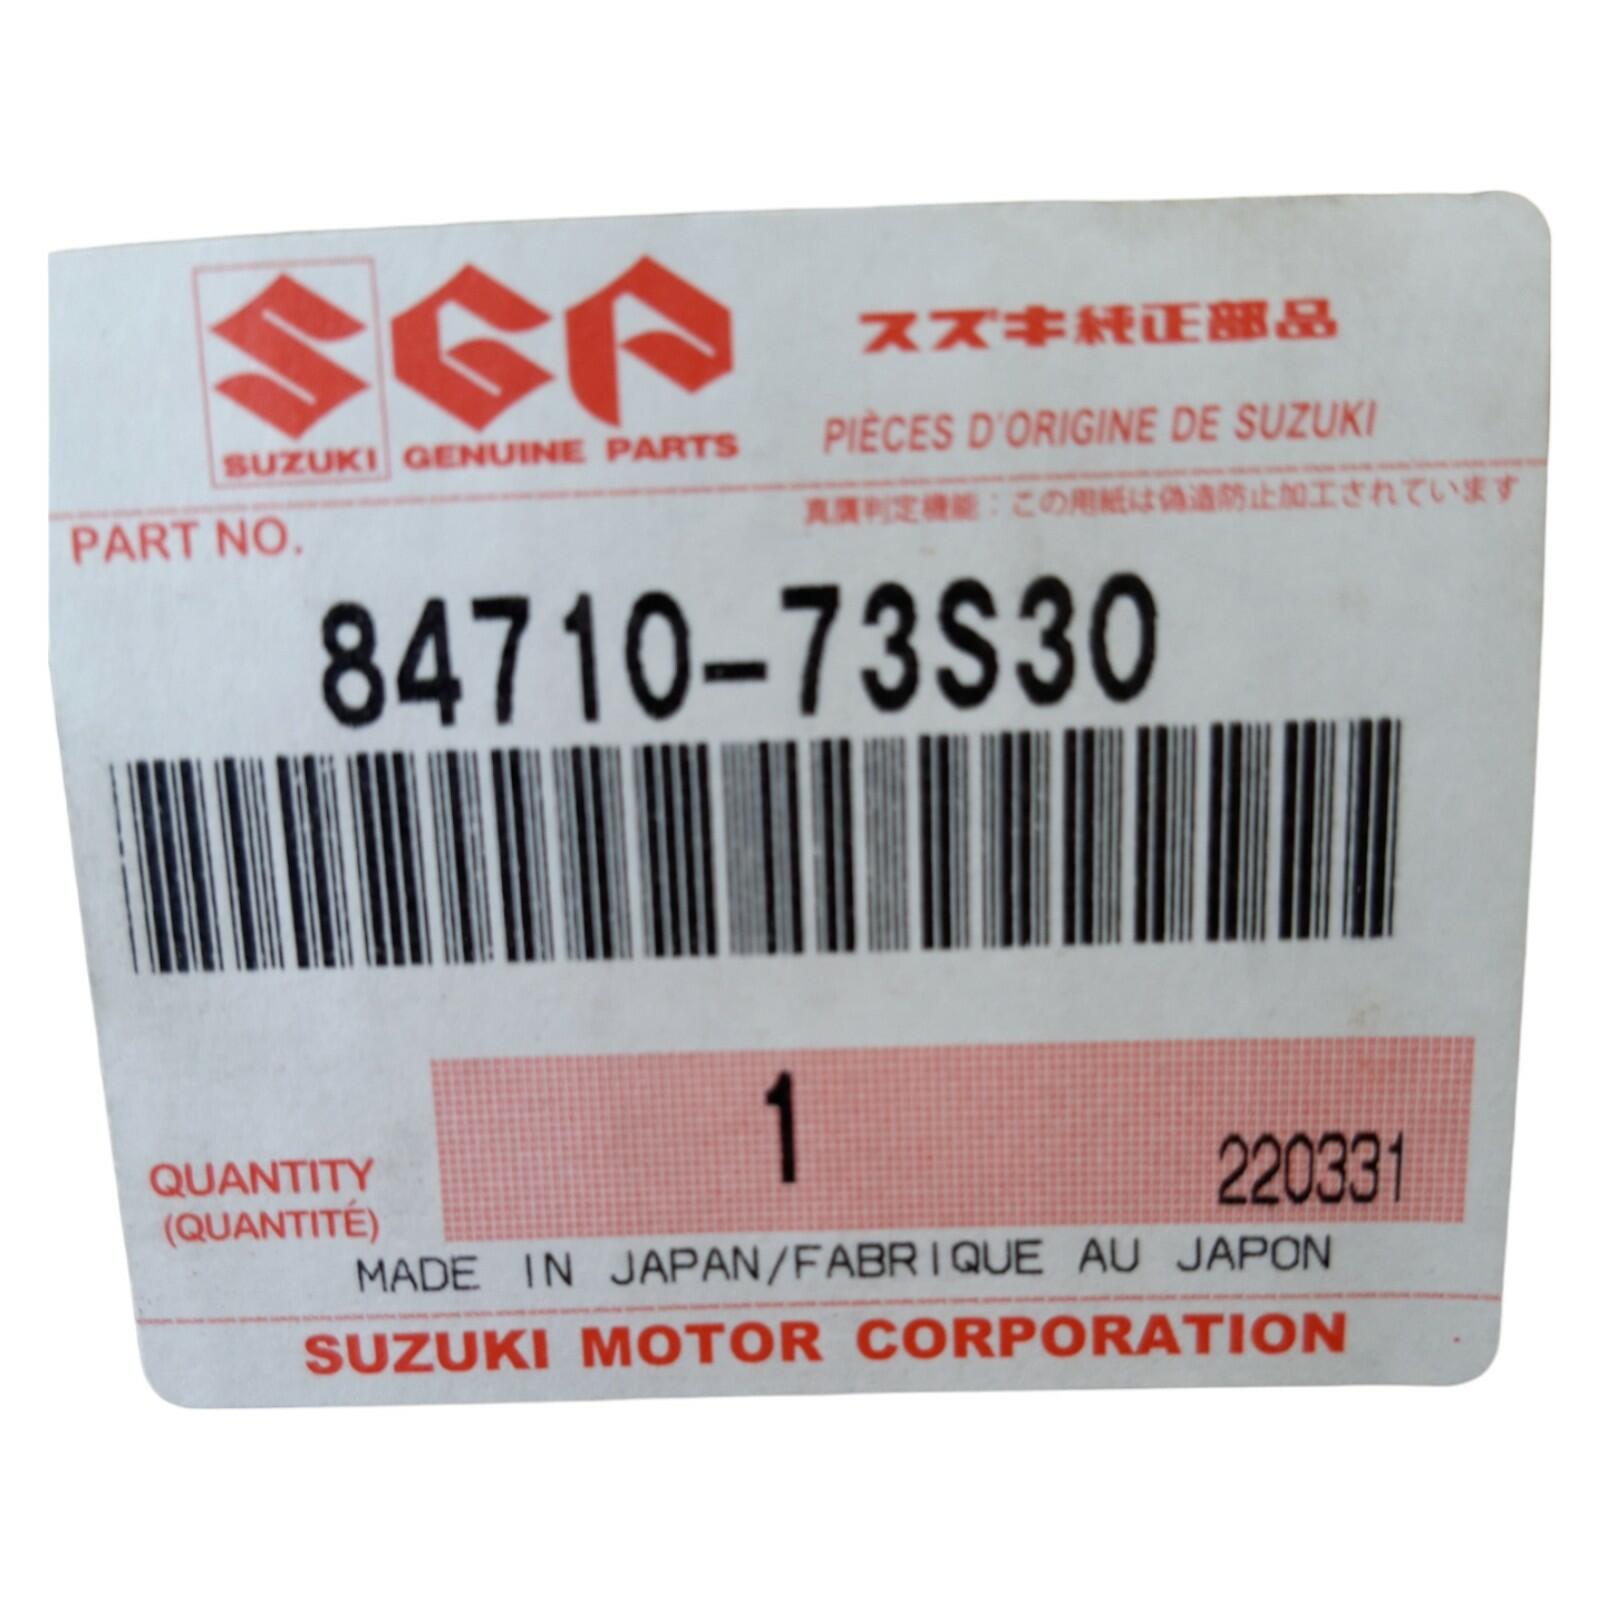 SGP
SUZUKI GENUINE PARTS
スズキ純正部品
PIÈCES D'ORIGINE DE SUZUKI
真贋判定機能：この用紙は偽造防止加工されています
PART NO.
84710-73S30
1
220331
QUANTITY
(QUANTITÉ)
MADE IN JAPAN/FABRIQUE AU JAPON
SUZUKI MOTOR CORPORATION